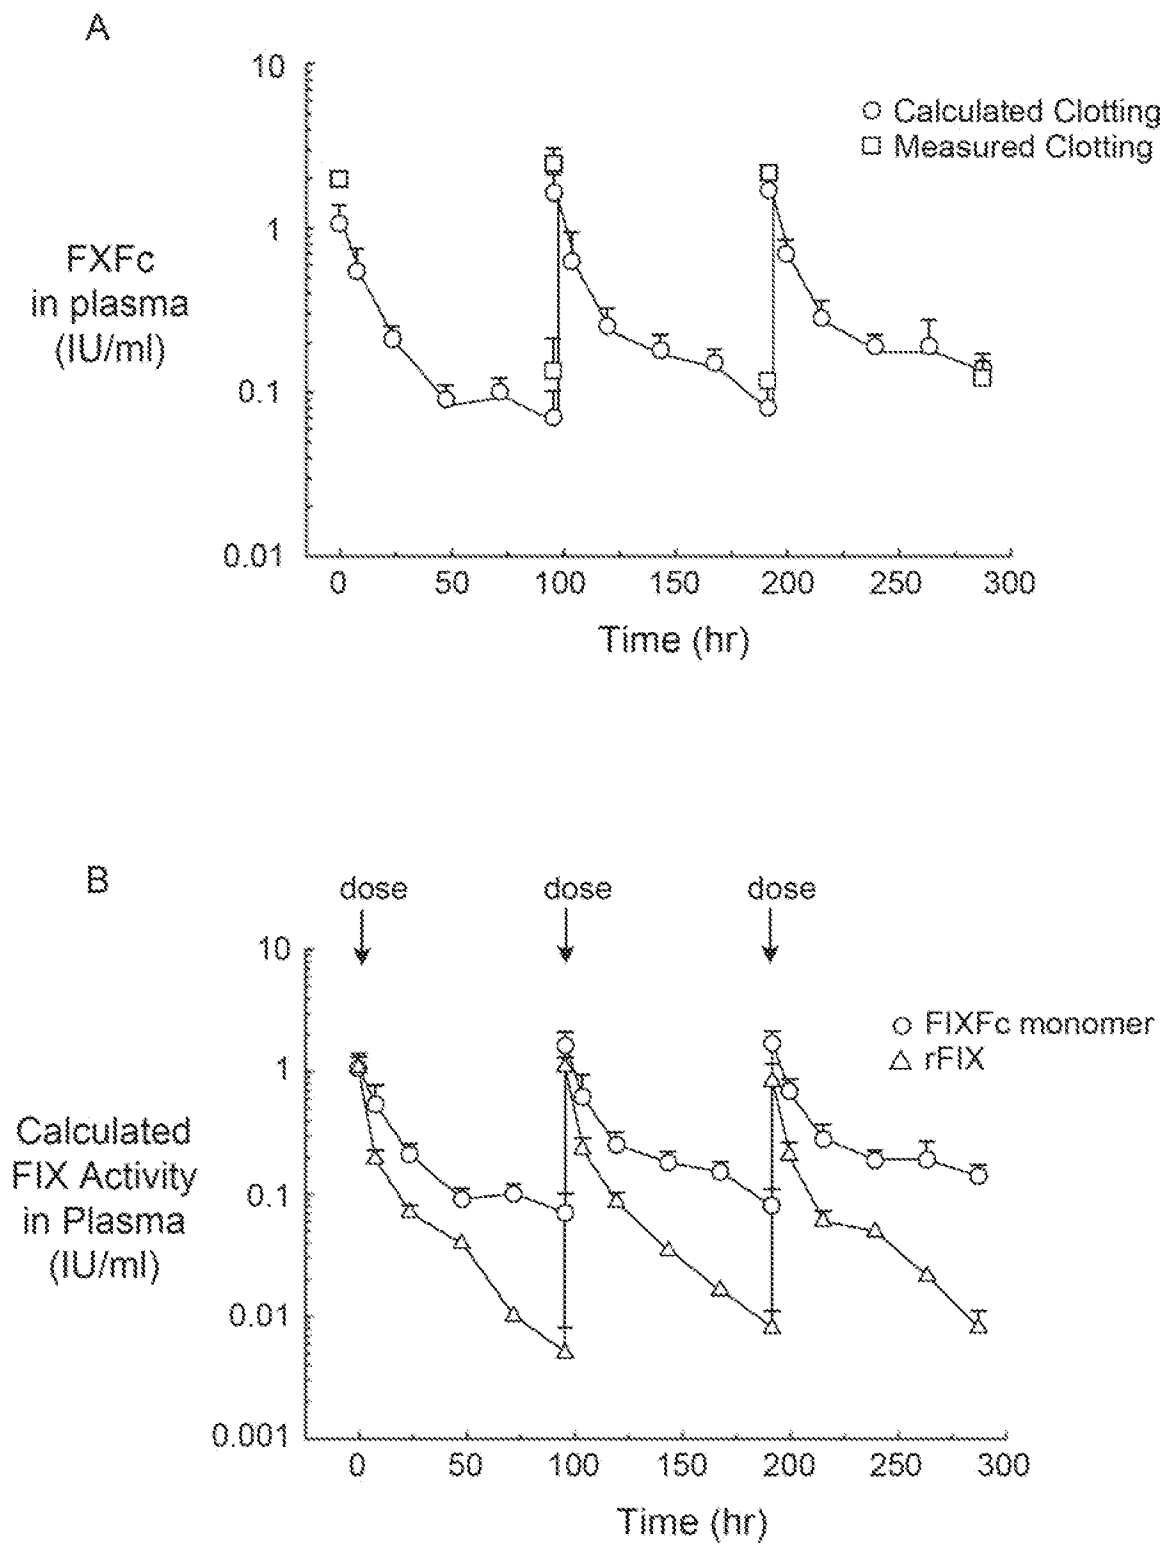 A
10
1
0.1
0.01
FXFc
in plasma
(IU/ml)
Calculated Clotting
Measured Clotting
0 50 100 150 200 250 300
Time (hr)
B
dose dose dose
10
1
0.1
0.01
0.001
Calculated
FIX Activity
in Plasma
(IU/ml)
FIXFc monomer
rFIX
0 50 100 150 200 250 300
Time (hr)